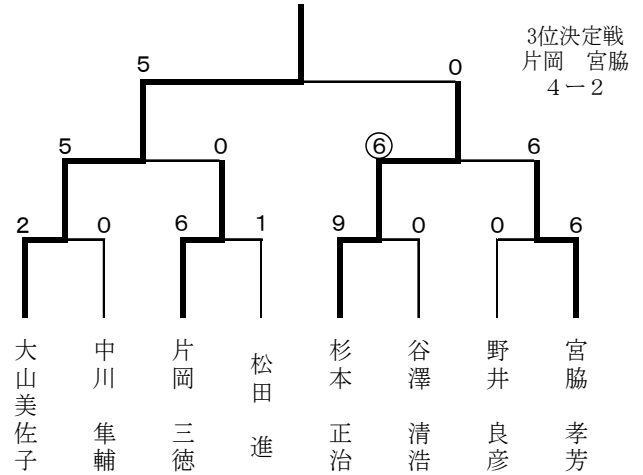 3位決定戦
片岡 宮脇
4－2
5 0
5 0 ⑥ 6
2 0 6 1 9 0 0 6
大山美佐子
中川 隼輔
片岡 三徳
松田 進
杉本 正治
谷澤 清浩
野井 良彦
宮脇 孝芳